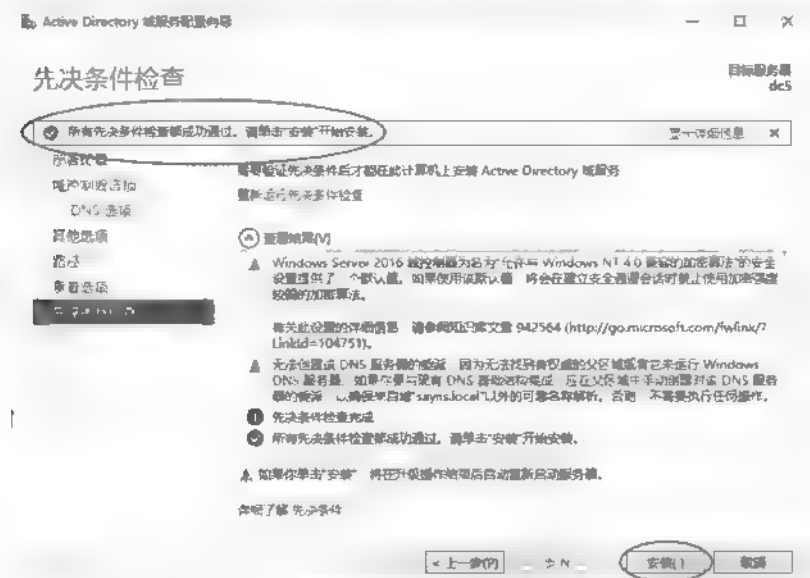 Active Directory 域服务配置向导
先决条件检查
目标服务器
dc5
所有先决条件检查都成功通过。请单击"安装"开始安装。
显示详细信息
部署配置
域控制器选项
DNS 选项
其他选项
路径
查看选项
需要验证先决条件后才能在此计算机上安装 Active Directory 域服务
重新运行先决条件检查
查看结果(V)
Windows Server 2016 域控制器为名为"允许与 Windows NT 4.0 兼容的加密算法"的安全
设置提供了一个默认值。如果使用该默认值 将会在建立安全通道会话时禁止使用加密强度
较弱的加密算法。
有关此设置的详细信息 请参阅知识库文章 942564 (http://go.microsoft.com/fwlink/?
LinkId=104751)。
无法创建该 DNS 服务器的委派 因为无法找到有权威的父区域或者它未运行 Windows
DNS 服务器 如果你要与现有 DNS 基础结构集成 应在父区域中手动创建对该 DNS 服务
器的委派 以确保来自域"sayms.local"以外的可靠名称解析。否则 不需要执行任何操作。
先决条件检查完成
所有先决条件检查都成功通过。请单击"安装"开始安装。
如果你单击"安装" 将在升级操作结束后自动重新启动服务器。
详细了解 先决条件
< 上一步(P)
安装(I)
取消